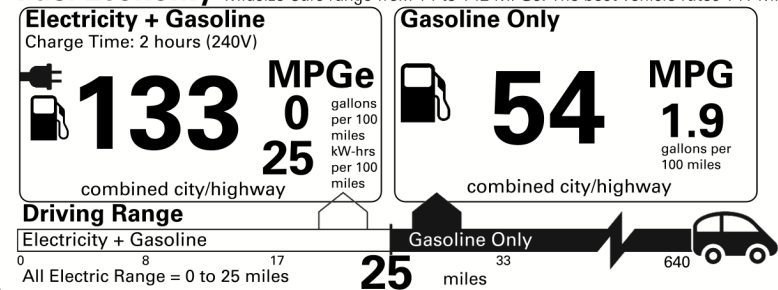 Electricity + Gasoline
Charge Time: 2 hours (240V)
133
MPGe
0 gallons per 100 miles
25 kW-hrs per 100 miles
combined city/highway
Gasoline Only
54
MPG
1.9
gallons per
100 miles
combined city/highway
Driving Range
Electricity + Gasoline
Gasoline Only
0 8 17 25 33 640
All Electric Range = 0 to 25 miles
miles